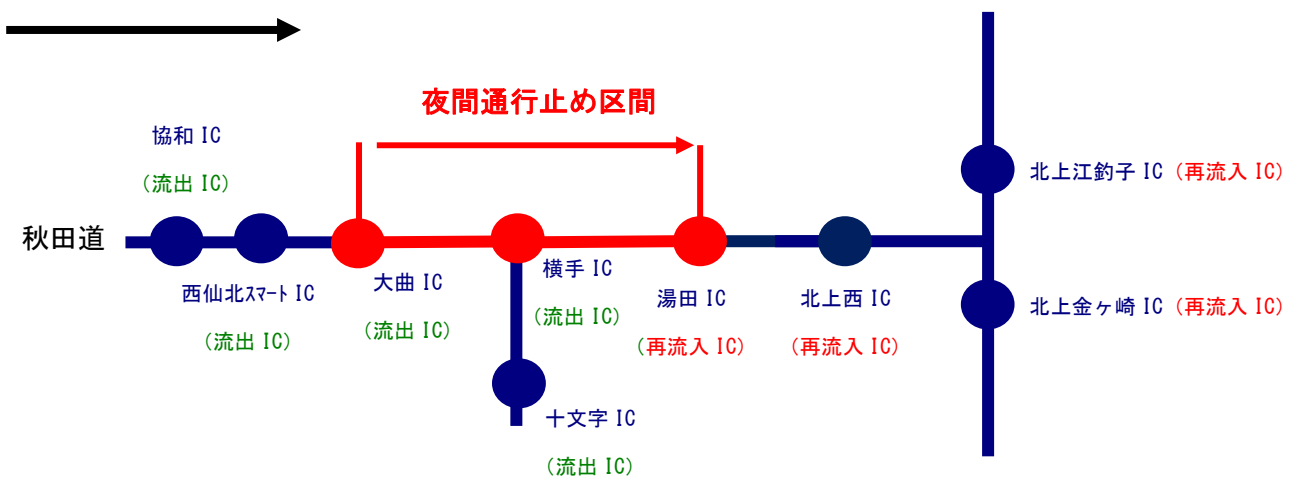 夜間通行止め区間
協和 IC
（流出 IC）
秋田道
西仙北ｽﾏｰﾄ IC
（流出 IC）
大曲 IC
（流出 IC）
横手 IC
（流出 IC）
湯田 IC
（再流入 IC）
北上西 IC
（再流入 IC）
十文字 IC
（流出 IC）
北上江釣子 IC（再流入 IC）
北上金ヶ崎 IC（再流入 IC）